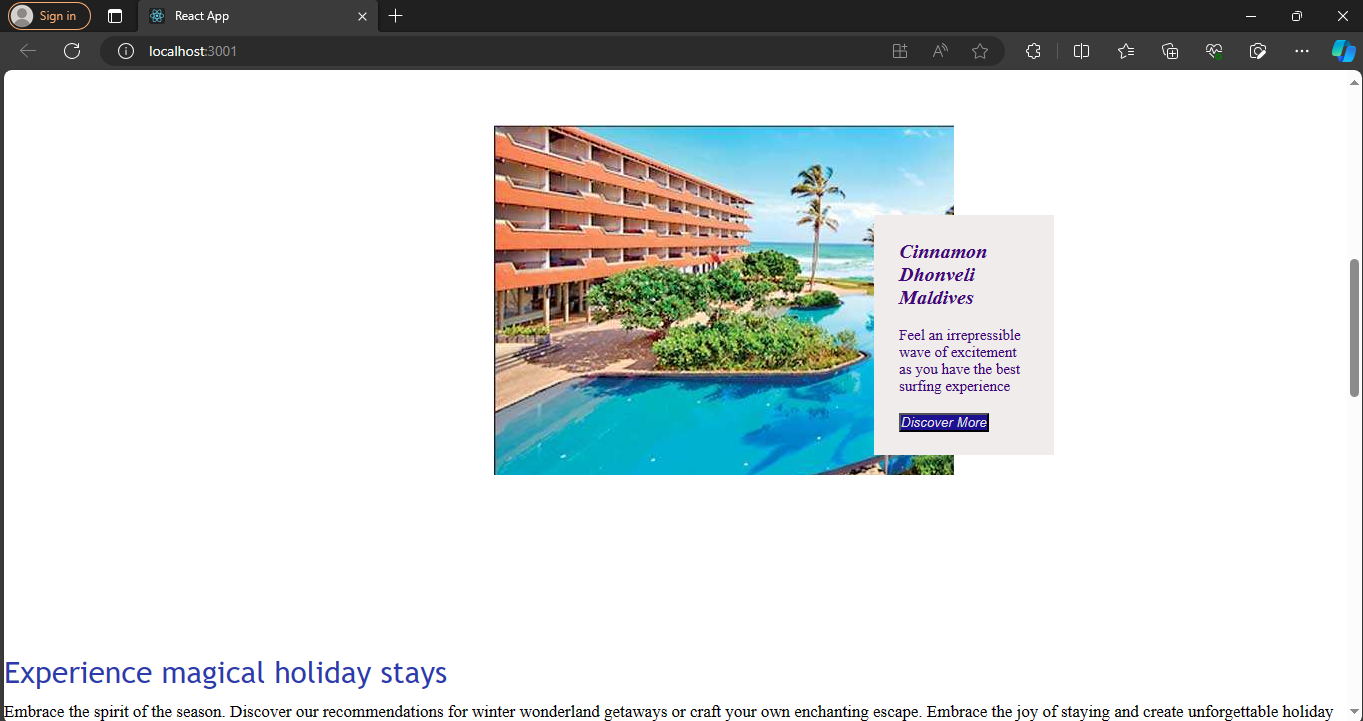 Sign in
React App
localhost:3001
Cinnamon
Dhonveli
Maldives
Feel an irrepressible
wave of excitement
as you have the best
surfing experience
Discover More
Experience magical holiday stays
Embrace the spirit of the season. Discover our recommendations for winter wonderland getaways or craft your own enchanting escape. Embrace the joy of staying and create unforgettable holiday